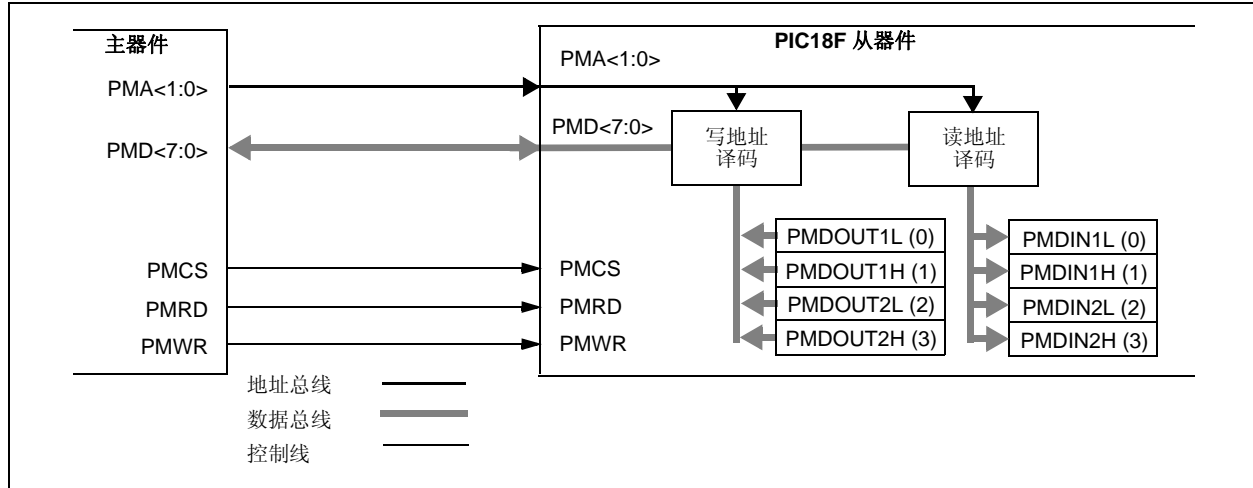 主器件
PMA<1:0>
PMD<7:0>
PMCS
PMRD
PMWR
PIC18F 从器件
PMA<1:0>
PMD<7:0>
写地址
译码
读地址
译码
PMDOUT1L (0)
PMDOUT1H (1)
PMDOUT2L (2)
PMDOUT2H (3)
PMDIN1L (0)
PMDIN1H (1)
PMDIN2L (2)
PMDIN2H (3)
PMCS
PMRD
PMWR
地址总线
数据总线
控制线